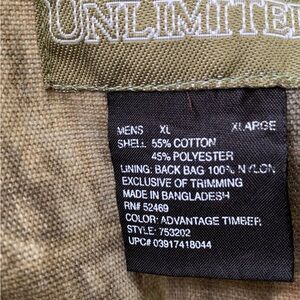 UNLIMITED
MENS XL XLARGE
SHELL: 55% COTTON
45% POLYESTER
LINING: BACK BAG 100% NYLON
EXCLUSIVE OF TRIMMING
MADE IN BANGLADESH
RN# 52469
COLOR: ADVANTAGE TIMBER
STYLE: 753202
UPC# 03917418044